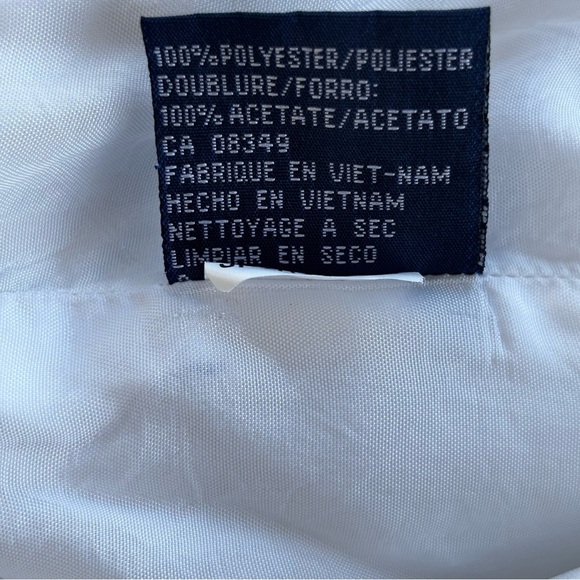 100%POLYESTER/POLIESTER
DOUBLURE/FORRO:
100% ACETATE/ACETATO
CA 08349
FABRIQUE EN VIET-NAM
HECHO EN VIETNAM
NETTOYAGE A SEC
LIMPIAR EN SECO